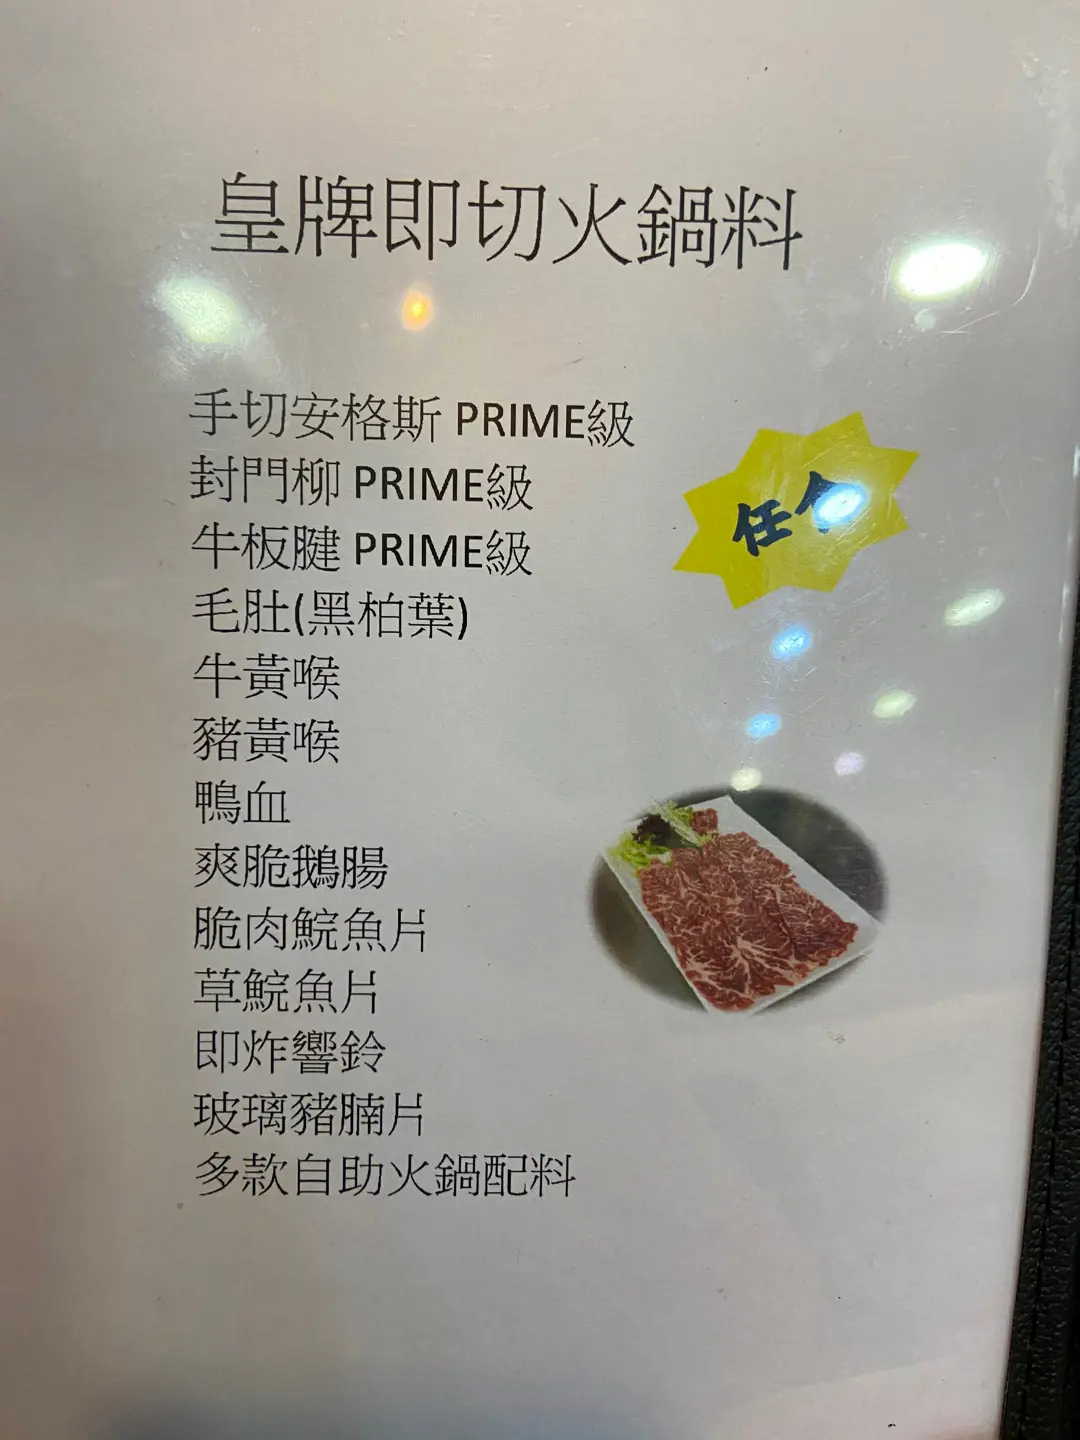 皇牌即切火鍋料
手切安格斯 PRIME級
封門柳 PRIME級
任
牛板腱 PRIME級
毛肚(黑柏葉)
牛黃喉
豬黃喉
鴨血
爽脆鵝腸
脆肉鯇魚片
草鯇魚片
即炸響鈴
玻璃豬腩片
多款自助火鍋配料